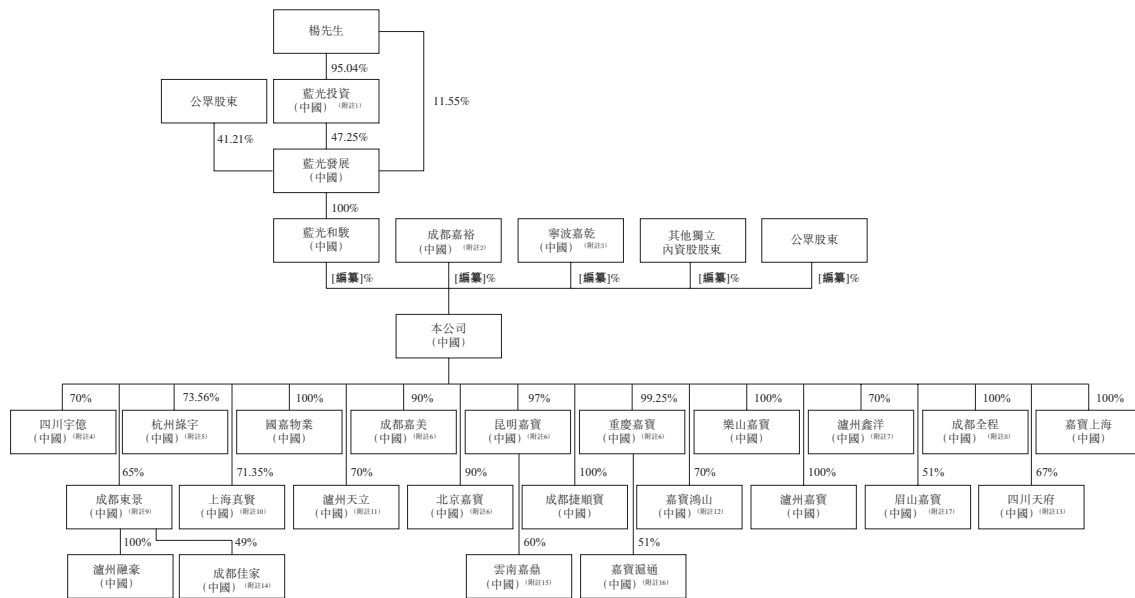 楊先生
95.04%
公眾股東
藍光投資
(中國)(附註1)
11.55%
41.21%
47.25%
藍光發展
(中國)
100%
藍光和駿
(中國)
成都嘉裕
(中國)(附註2)
寧波嘉乾
(中國)(附註3)
其他獨立
內資股股東
公眾股東
[編纂]%
[編纂]%
[編纂]%
[編纂]%
[編纂]%
本公司
(中國)
70%
73.56%
100%
90%
97%
99.25%
100%
70%
100%
100%
四川宇億
(中國)(附註4)
杭州綠宇
(中國)(附註5)
國嘉物業
(中國)
成都嘉美
(中國)(附註6)
昆明嘉寶
(中國)(附註6)
重慶嘉寶
(中國)(附註6)
樂山嘉寶
(中國)
瀘州鑫洋
(中國)(附註7)
成都全程
(中國)(附註8)
嘉寶上海
(中國)
65%
71.35%
70%
90%
100%
70%
100%
51%
67%
成都東景
(中國)(附註9)
上海真賢
(中國)(附註10)
瀘州天立
(中國)(附註11)
北京嘉寶
(中國)(附註6)
成都捷順寶
(中國)
嘉寶鴻山
(中國)(附註12)
瀘州嘉寶
(中國)
眉山嘉寶
(中國)(附註17)
四川天府
(中國)(附註13)
100%
49%
60%
51%
瀘州融豪
(中國)
成都佳家
(中國)(附註14)
雲南嘉鼎
(中國)(附註15)
嘉寶滬通
(中國)(附註16)